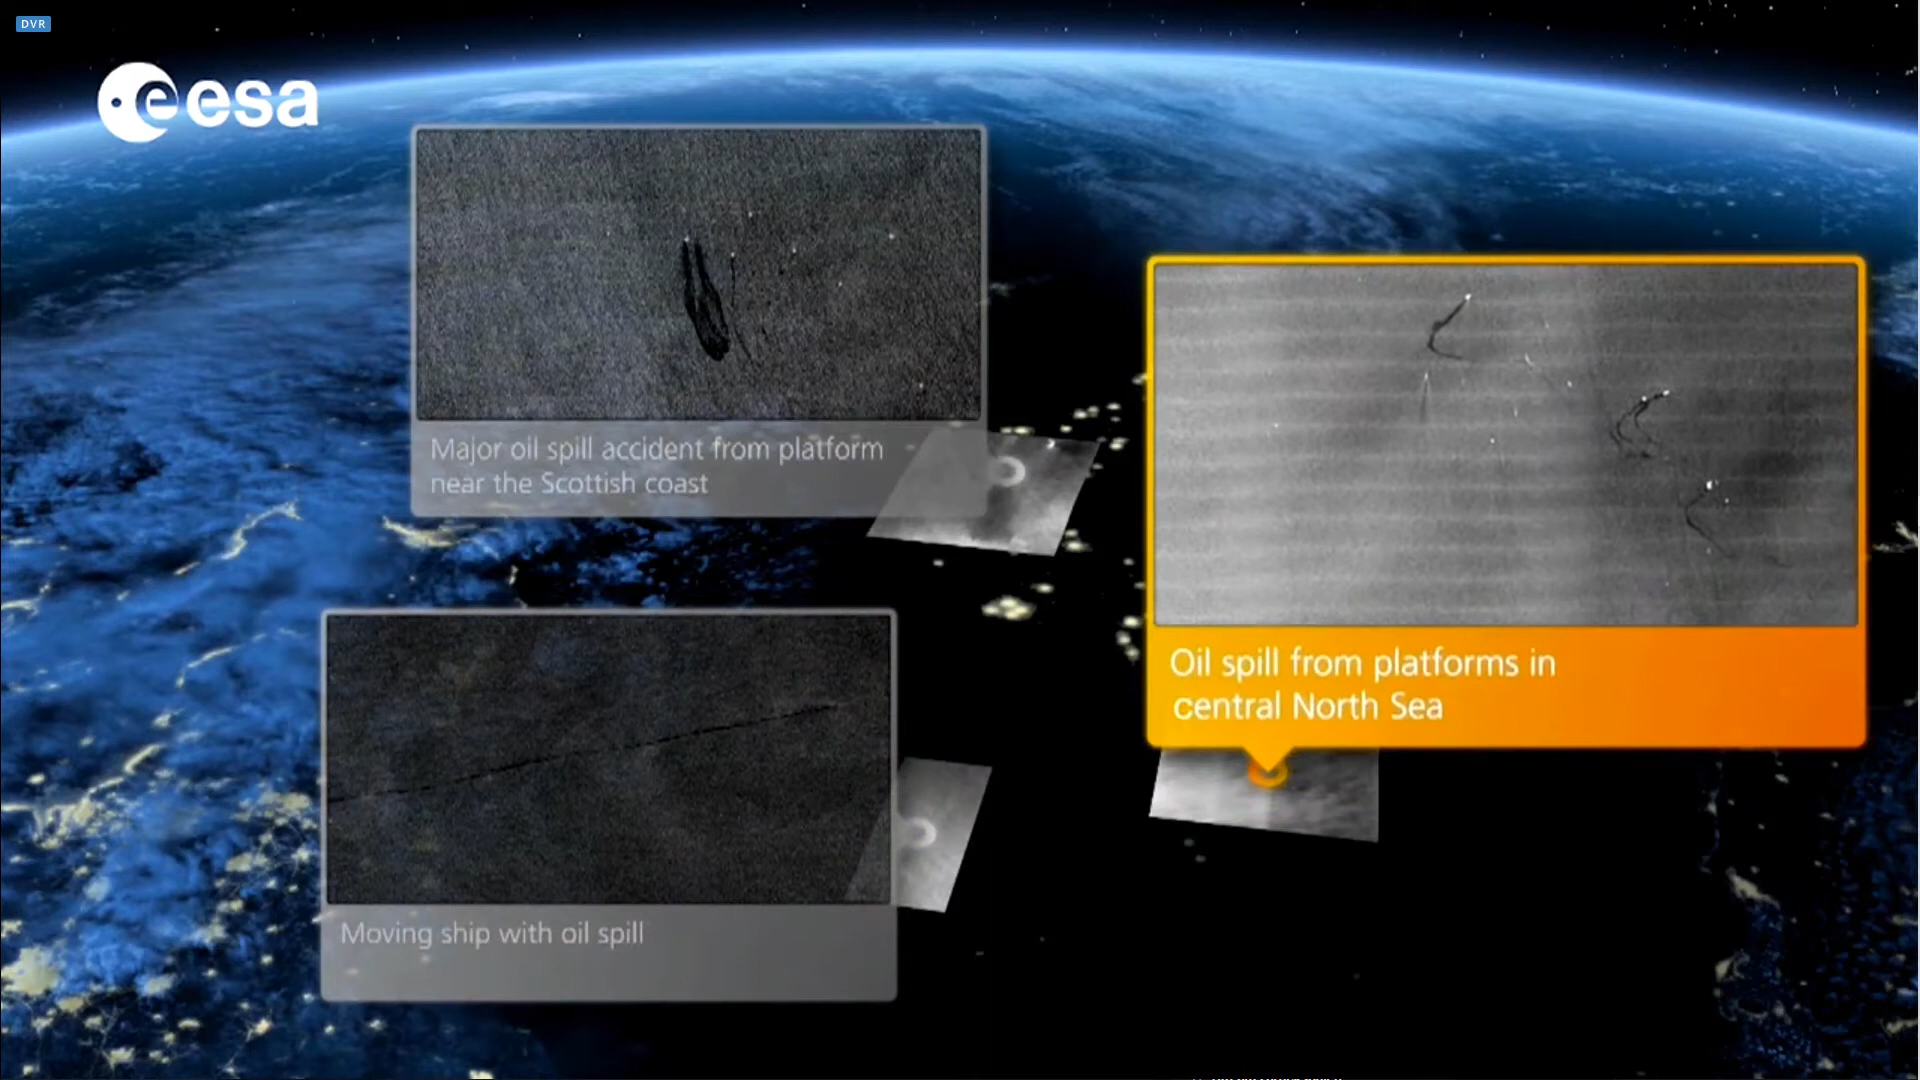 DVR
esa
Major oil spill accident from platform
near the Scottish coast
Oil spill from platforms in
central North Sea
Moving ship with oil spill